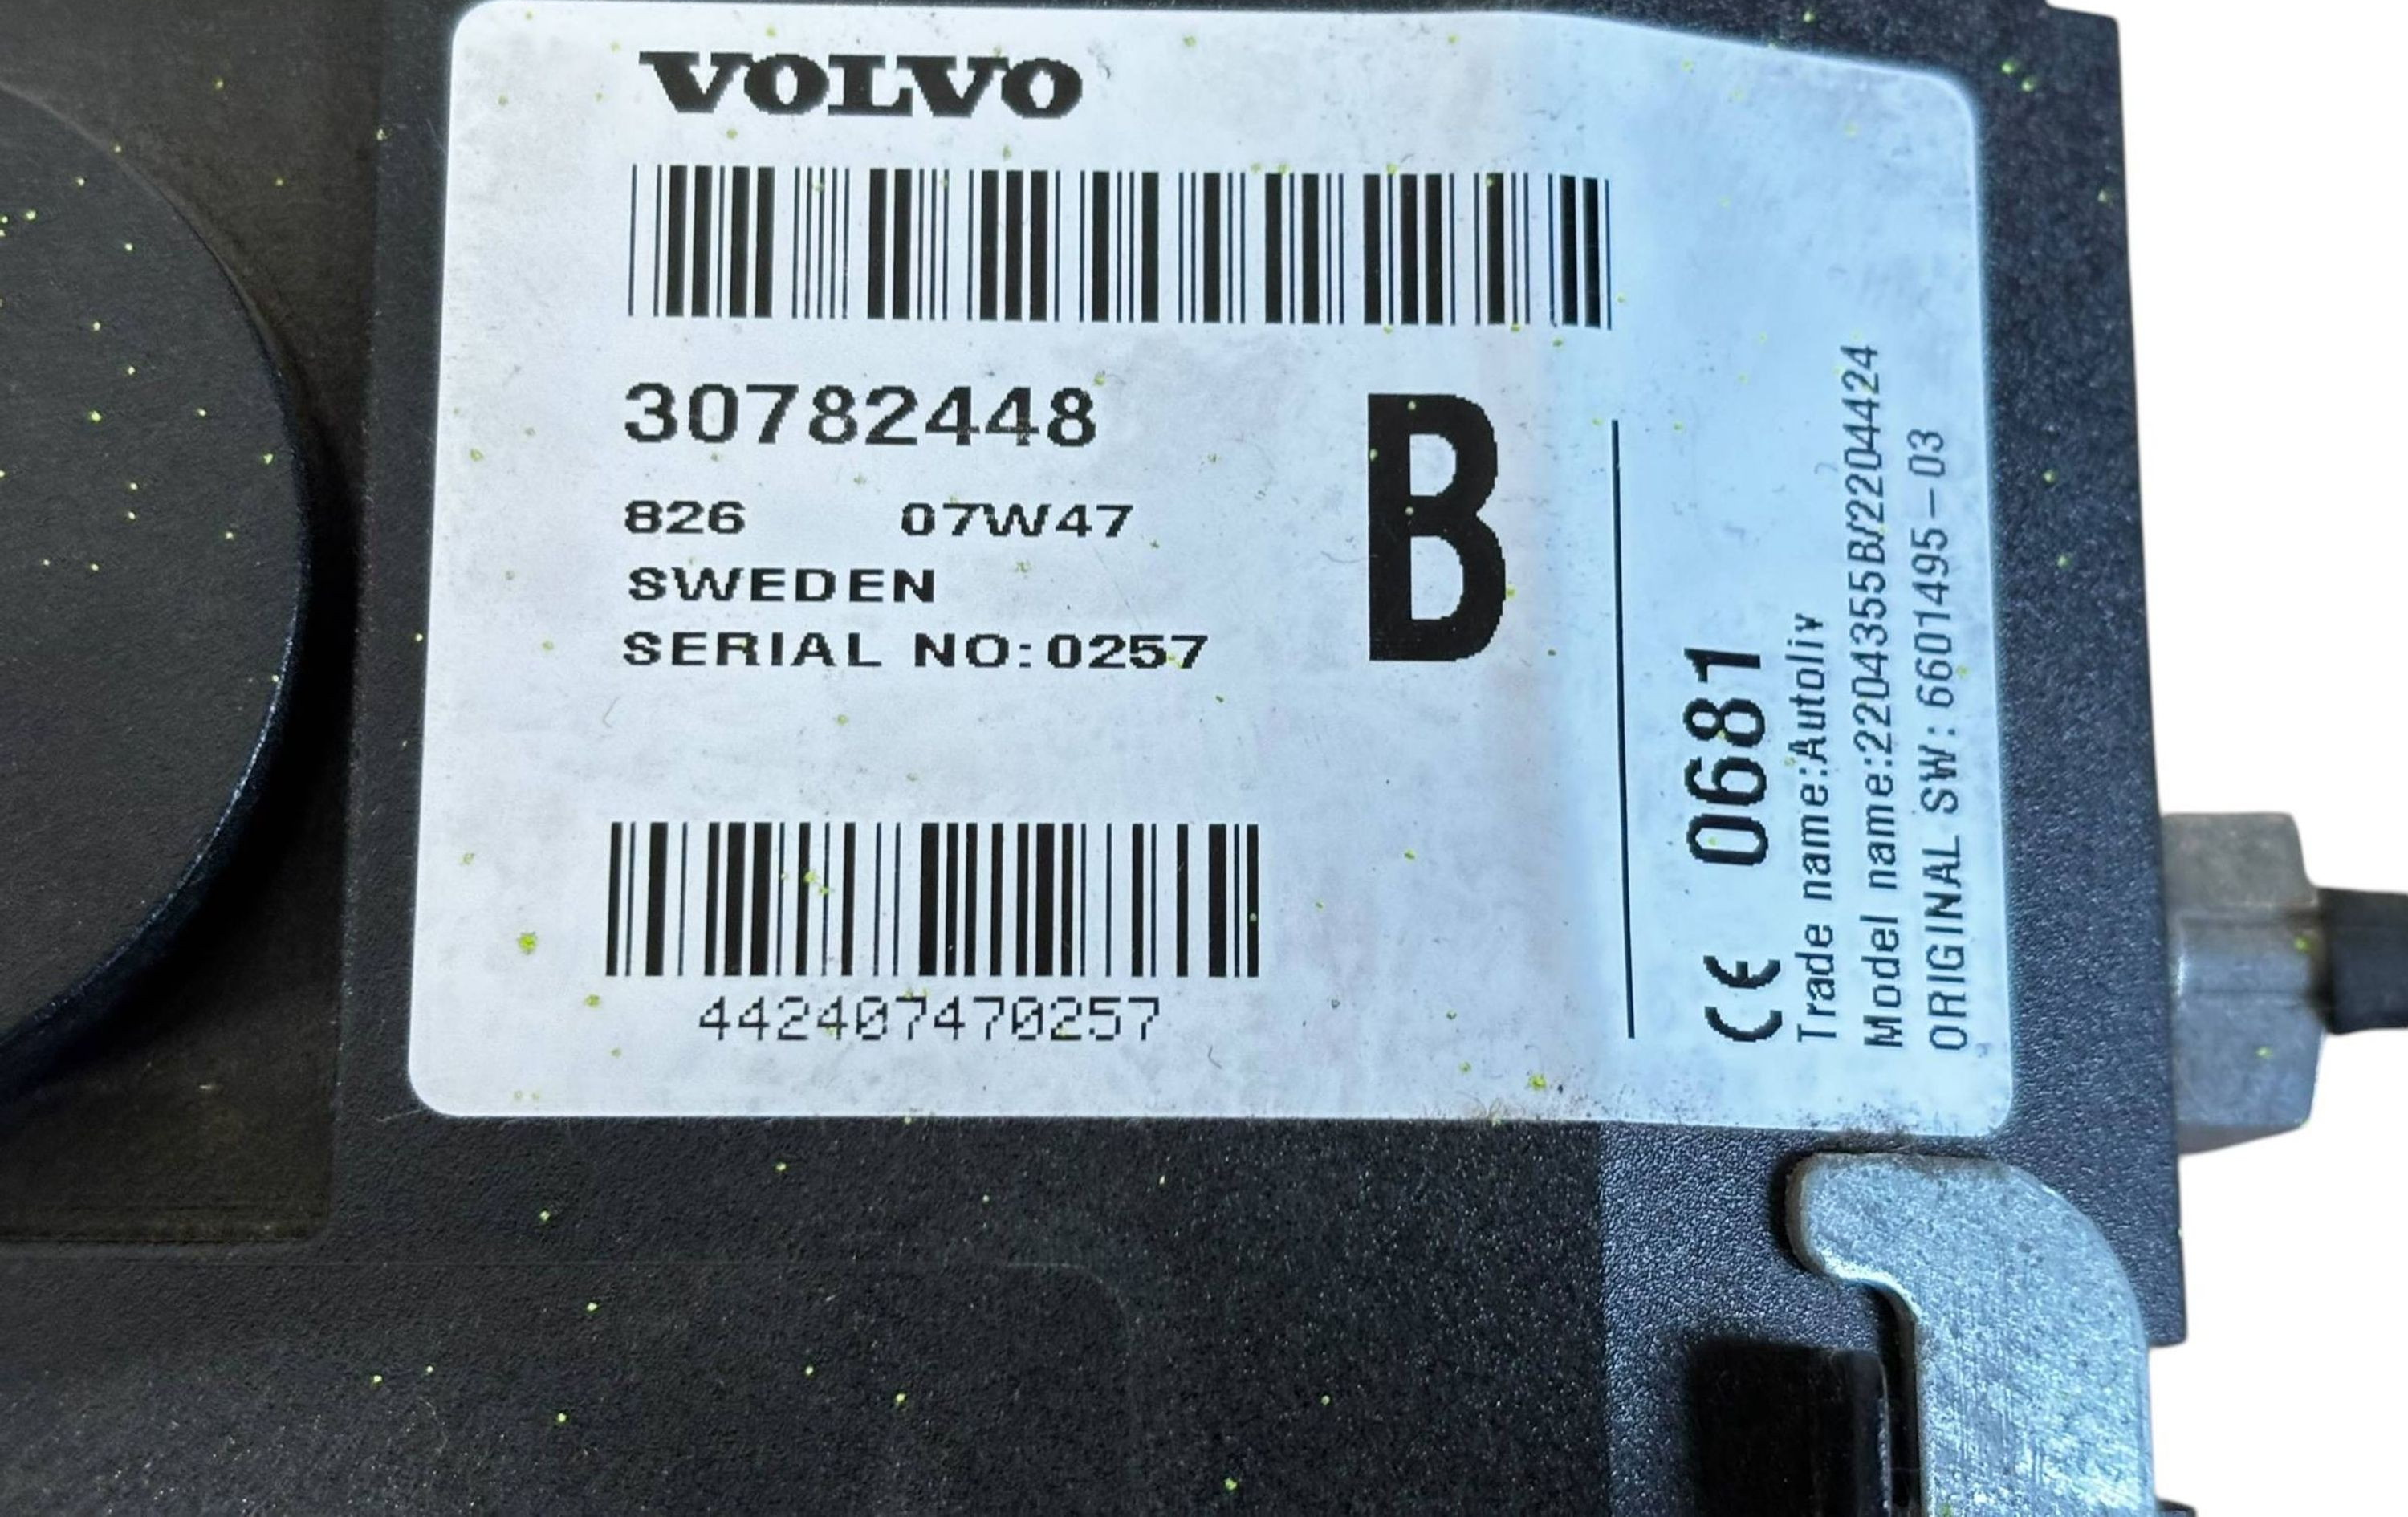 VOLVO
30782448
826 07W47
SWEDEN
SERIAL NO:0257
B
442407470257
CE 0681
Trade name:Autoliv
Model name:2204355B/2204424
ORIGINAL SW:6601495-03